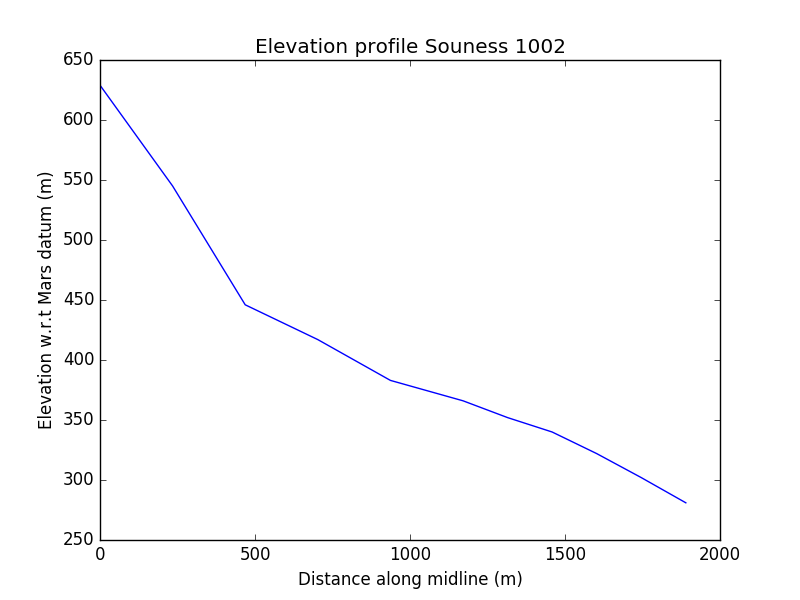 Elevation profile Souness 1002
Elevation w.r.t Mars datum (m)
650
600
550
500
450
400
350
300
250
0 500 1000 1500 2000
Distance along midline (m)